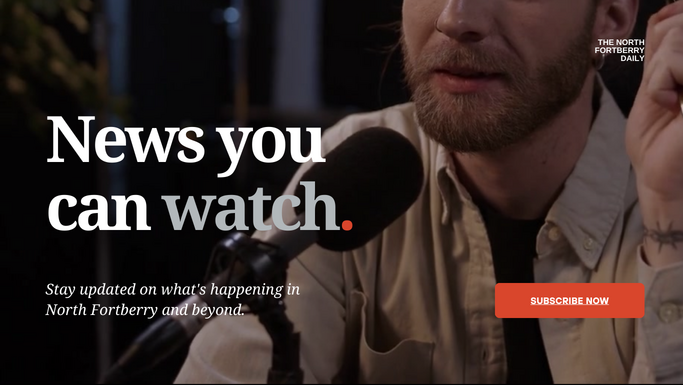 THE NORTH
FORTBERRY
DAILY
News you
can watch.
Stay updated on what's happening in
North Fortberry and beyond.
SUBSCRIBE NOW